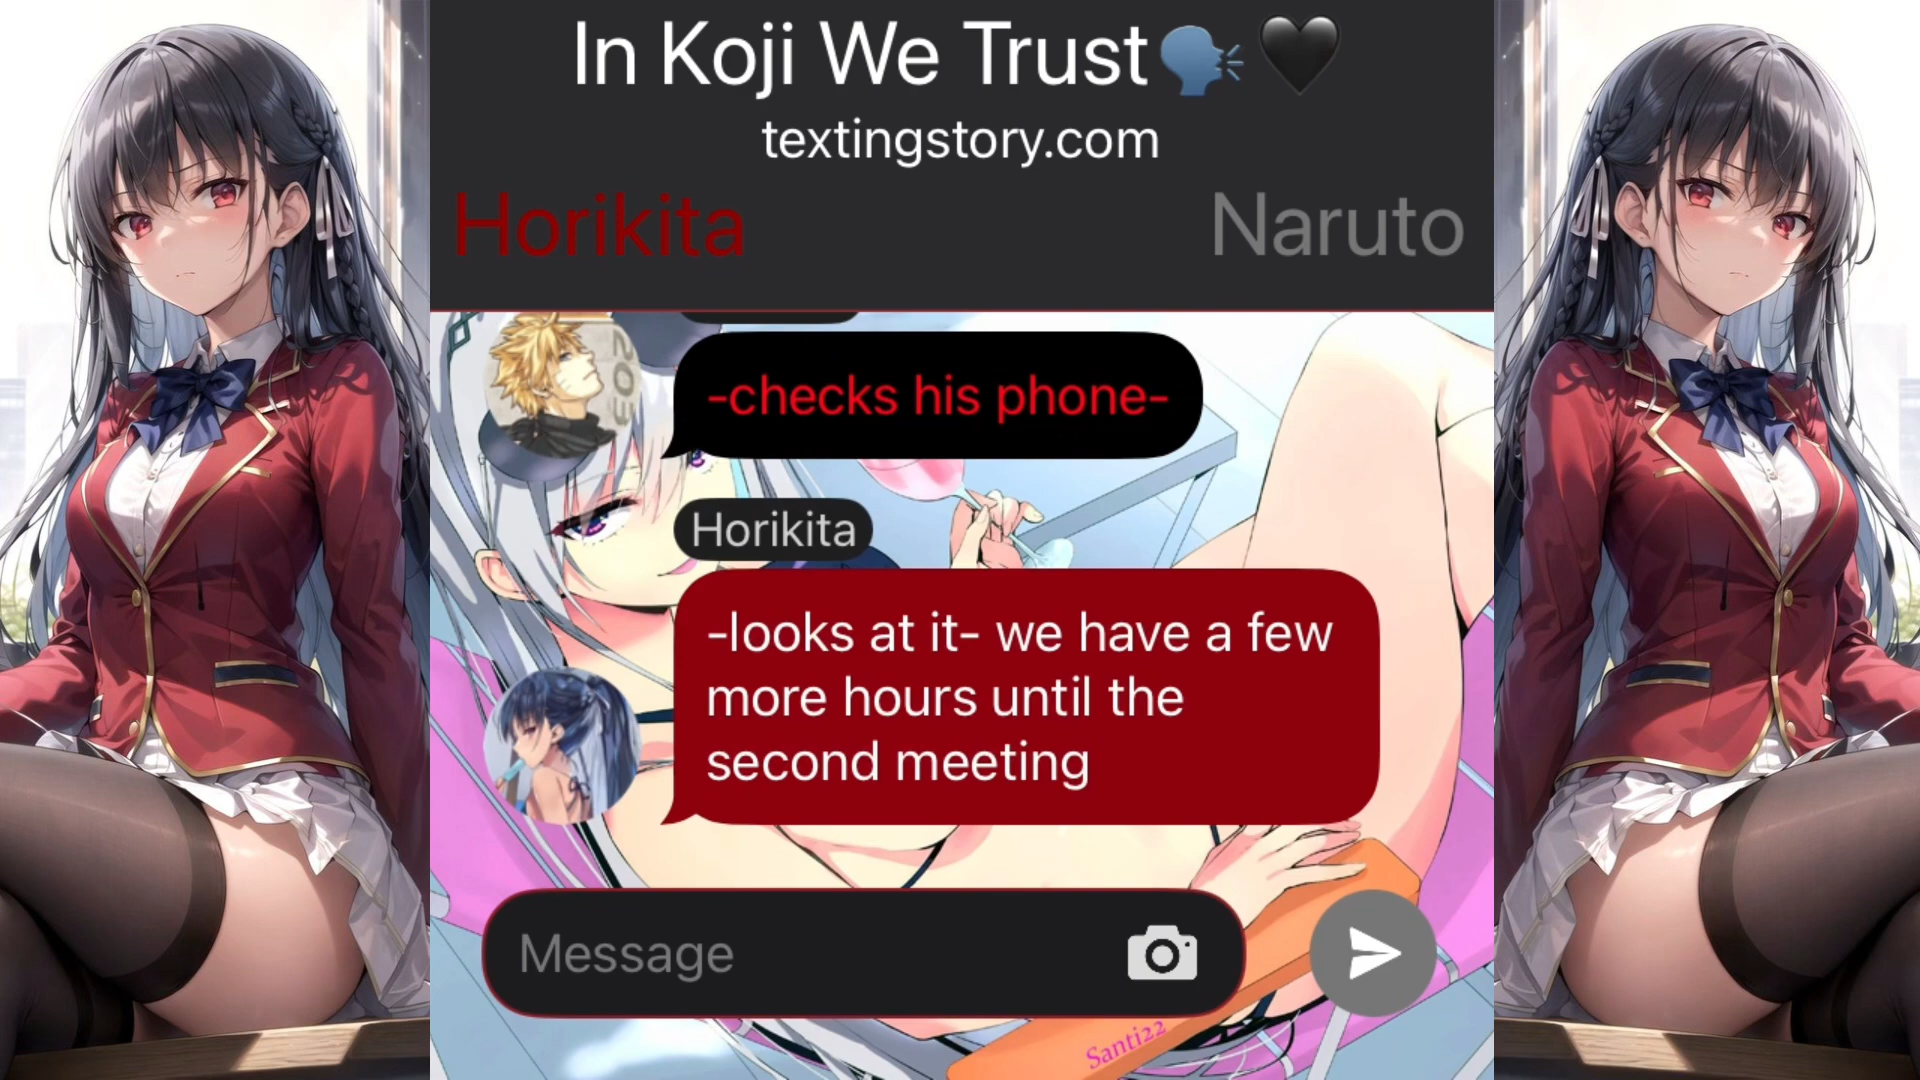 In Koji We Trust🗣️🖤
textingstory.com
Horikita
Naruto
-checks his phone-
Horikita
-looks at it- we have a few
more hours until the
second meeting
Message
Santi22